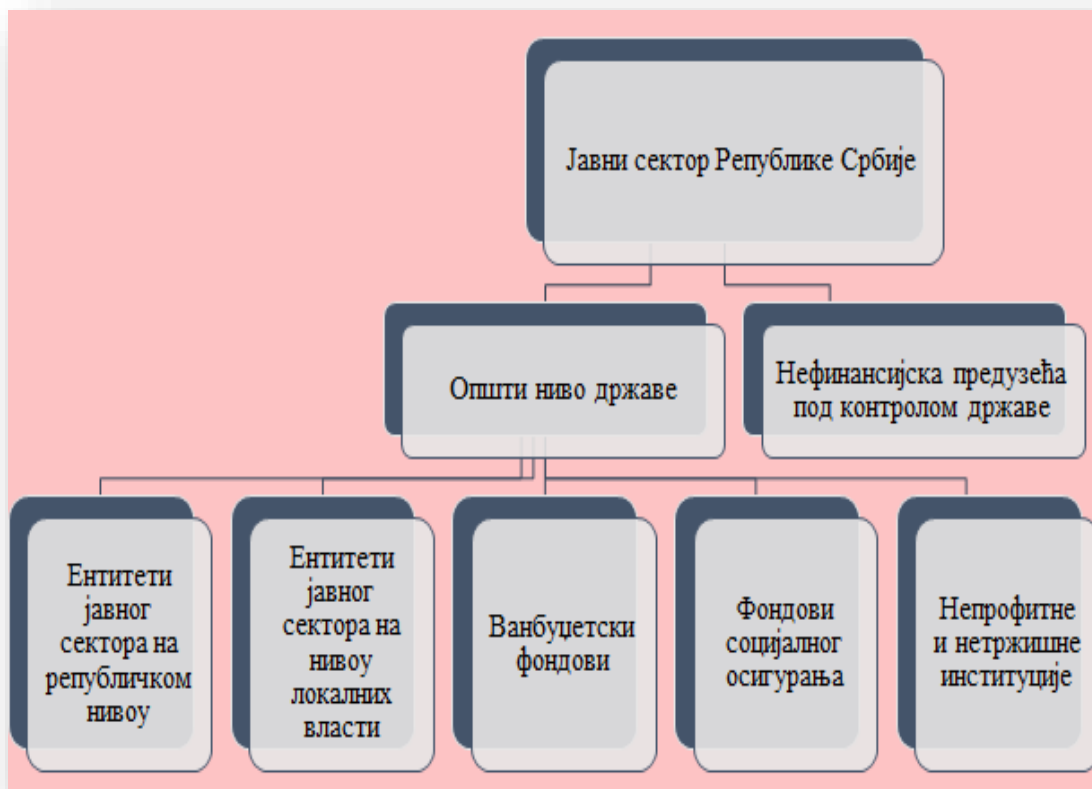 Јавни сектор Републике Србије
Општи ниво државе
Нефинансијска предузећа
под контролом државе
Ентитети
јавног
сектора на
републичком
нивоу
Ентитети
јавног
сектора на
нивоу
локалних
власти
Ванбуџетски
фондови
Фондови
социјалног
осигурања
Непрофитне
и нетржишне
институције